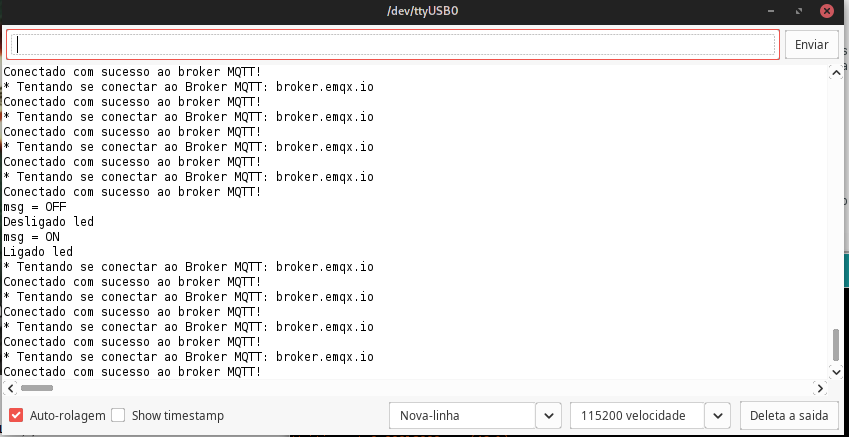 /dev/ttyUSB0
Enviar
Conectado com sucesso ao broker MQTT!
* Tentando se conectar ao Broker MQTT: broker.emqx.io
Conectado com sucesso ao broker MQTT!
* Tentando se conectar ao Broker MQTT: broker.emqx.io
Conectado com sucesso ao broker MQTT!
* Tentando se conectar ao Broker MQTT: broker.emqx.io
Conectado com sucesso ao broker MQTT!
* Tentando se conectar ao Broker MQTT: broker.emqx.io
Conectado com sucesso ao broker MQTT!
msg = OFF
Desligado led
msg = ON
Ligado led
* Tentando se conectar ao Broker MQTT: broker.emqx.io
Conectado com sucesso ao broker MQTT!
* Tentando se conectar ao Broker MQTT: broker.emqx.io
Conectado com sucesso ao broker MQTT!
* Tentando se conectar ao Broker MQTT: broker.emqx.io
Conectado com sucesso ao broker MQTT!
* Tentando se conectar ao Broker MQTT: broker.emqx.io
Conectado com sucesso ao broker MQTT!
Auto-rolagem Show timestamp Nova-linha 115200 velocidade Deleta a saida